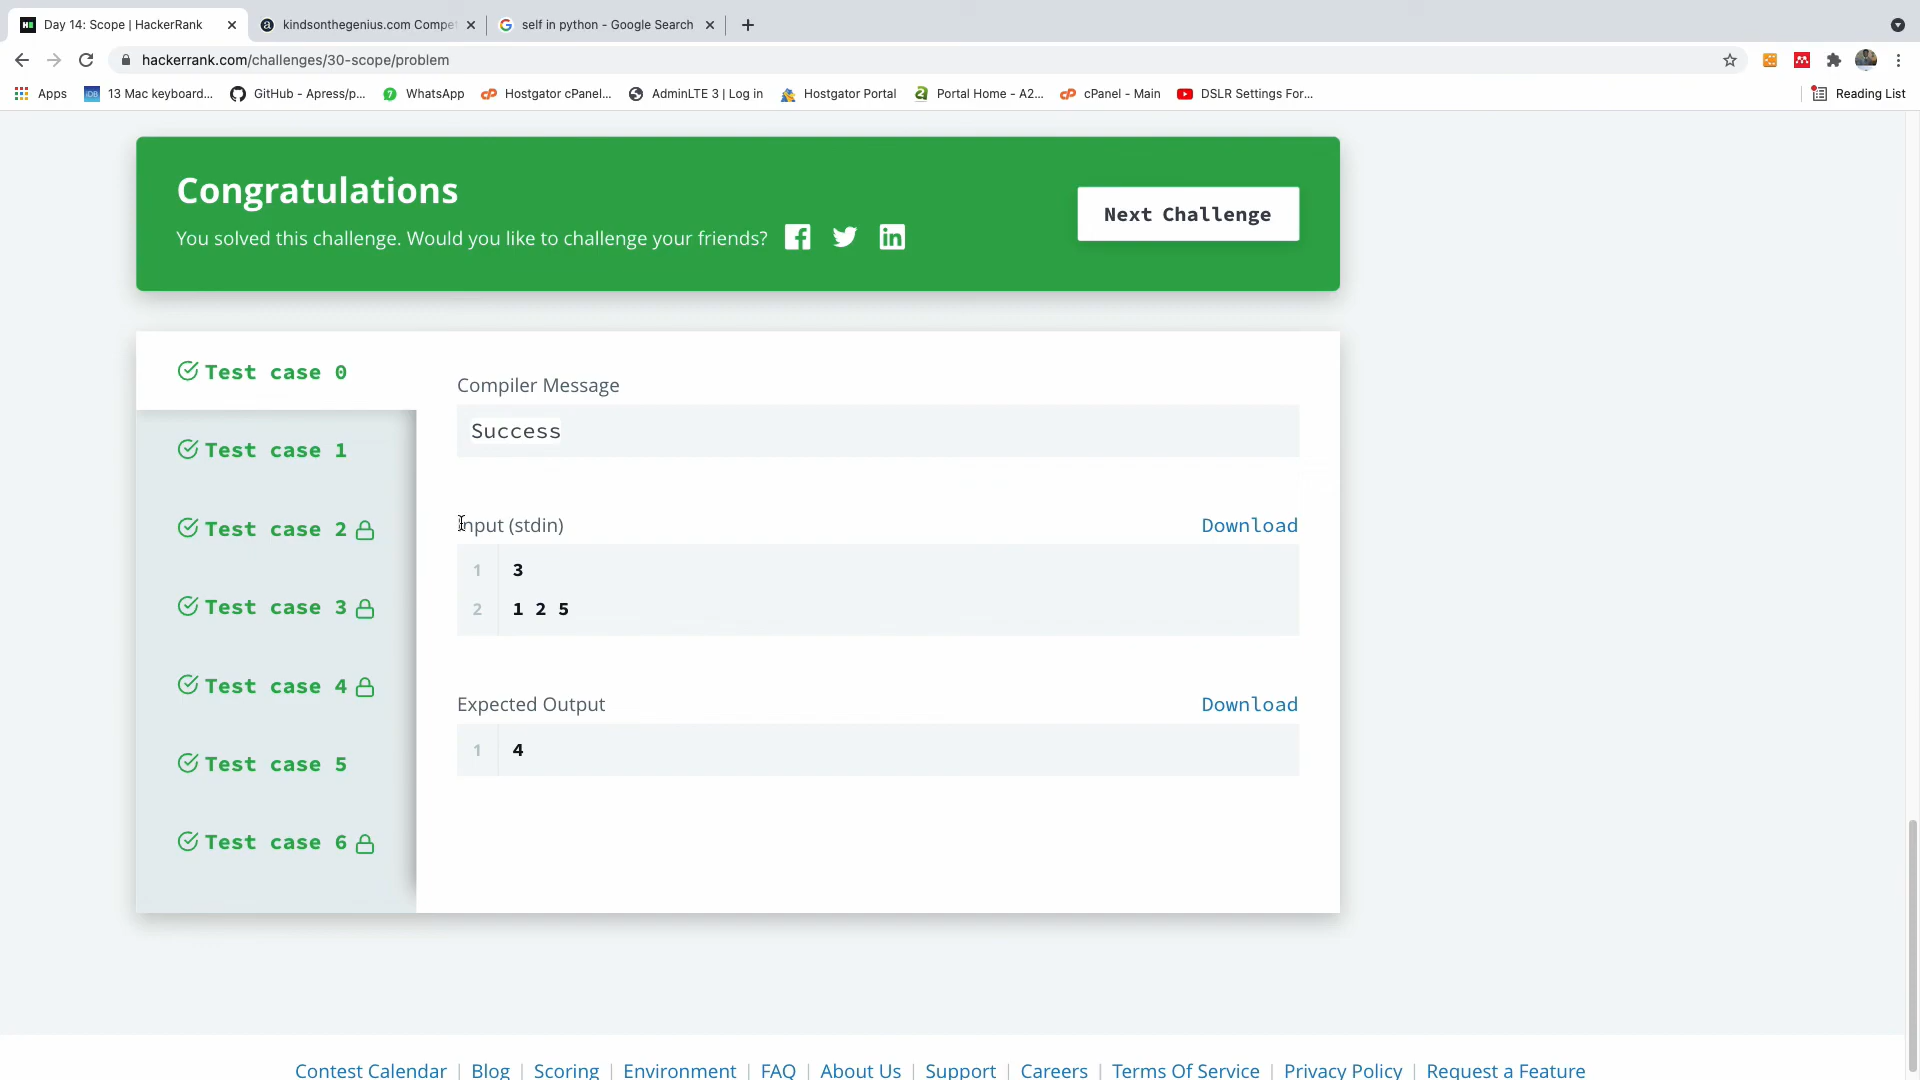 Day 14: Scope | HackerRank
kindsonthegenius.com Compet
self in python - Google Search
hackerrank.com/challenges/30-scope/problem
Apps
13 Mac keyboard...
GitHub - Apress/p...
WhatsApp
Hostgator cPanel...
AdminLTE 3 | Log in
Hostgator Portal
Portal Home - A2...
cPanel - Main
DSLR Settings For...
Reading List
Congratulations
You solved this challenge. Would you like to challenge your friends?
Next Challenge
Test case 0
Test case 1
Test case 2
Test case 3
Test case 4
Test case 5
Test case 6
Compiler Message
Success
Input (stdin)
Download
1 3
2 1 2 5
Expected Output
Download
1 4
Contest Calendar | Blog | Scoring | Environment | FAQ | About Us | Support | Careers | Terms Of Service | Privacy Policy | Request a Feature